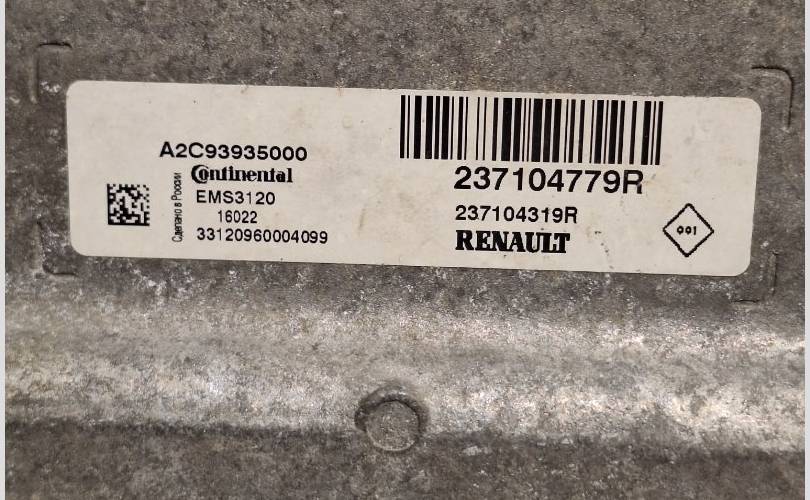 A2C93935000
Continental
EMS3120
16022
33120960004099
Сделано в России
237104779R
237104319R
RENAULT
001